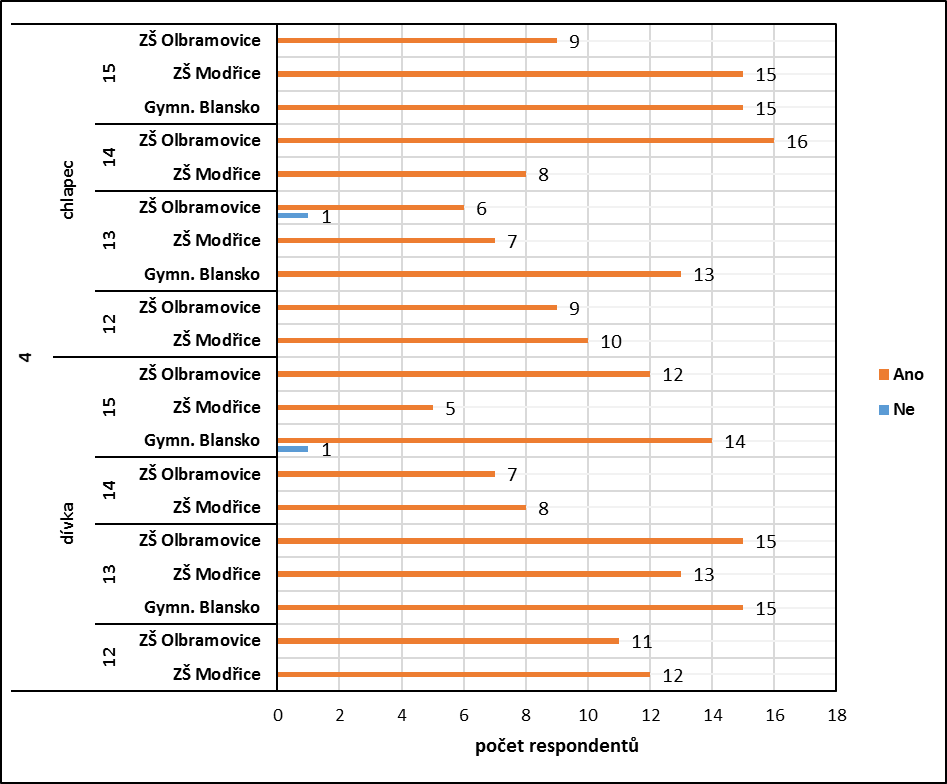 4
chlapec
15
ZŠ Olbramovice 9
ZŠ Modřice 15
Gymn. Blansko 15
14
ZŠ Olbramovice 16
ZŠ Modřice 8
13
ZŠ Olbramovice 6
1
ZŠ Modřice 7
Gymn. Blansko 13
12
ZŠ Olbramovice 9
ZŠ Modřice 10
dívka
15
ZŠ Olbramovice 12
ZŠ Modřice 5
Gymn. Blansko 14
1
14
ZŠ Olbramovice 7
ZŠ Modřice 8
13
ZŠ Olbramovice 15
ZŠ Modřice 13
Gymn. Blansko 15
12
ZŠ Olbramovice 11
ZŠ Modřice 12
0 2 4 6 8 10 12 14 16 18
počet respondentů
Ano
Ne